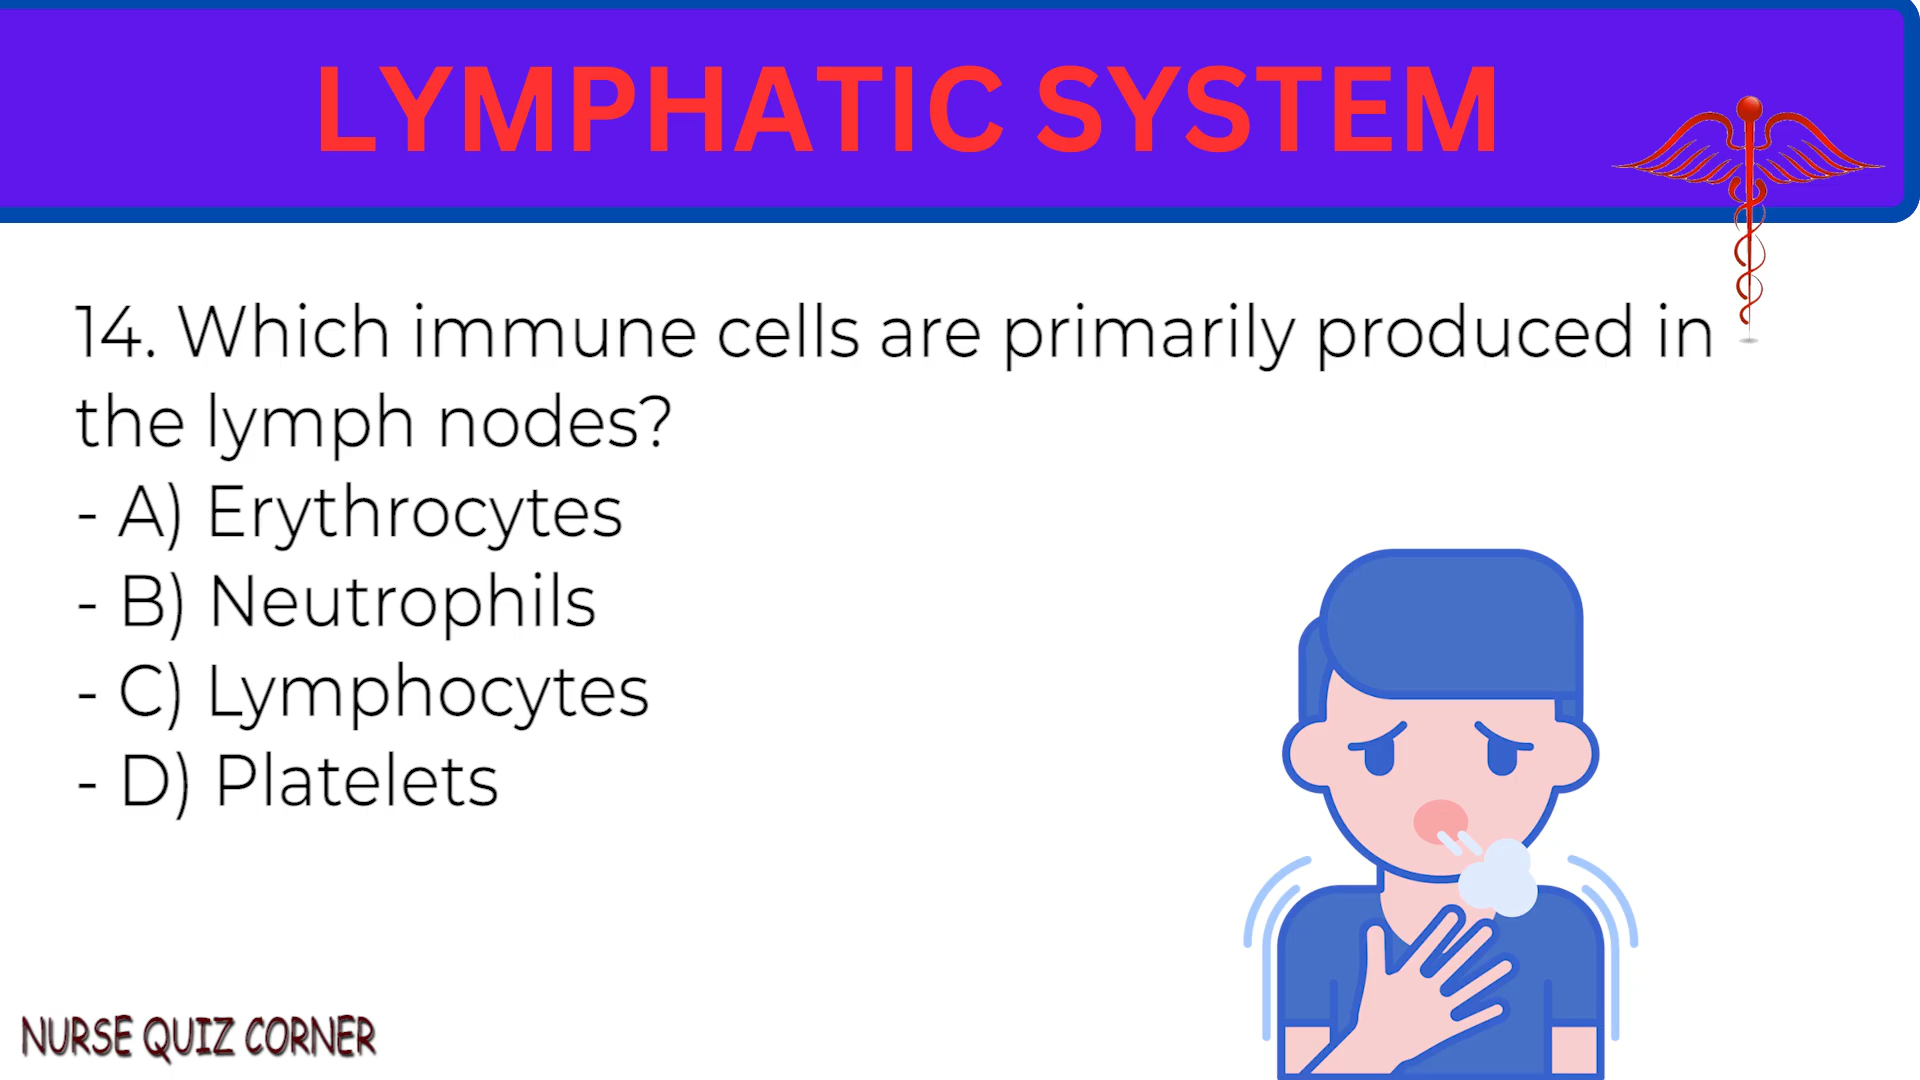 LYMPHATIC SYSTEM
14. Which immune cells are primarily produced in
the lymph nodes?
- A) Erythrocytes
- B) Neutrophils
- C) Lymphocytes
- D) Platelets
NURSE QUIZ CORNER